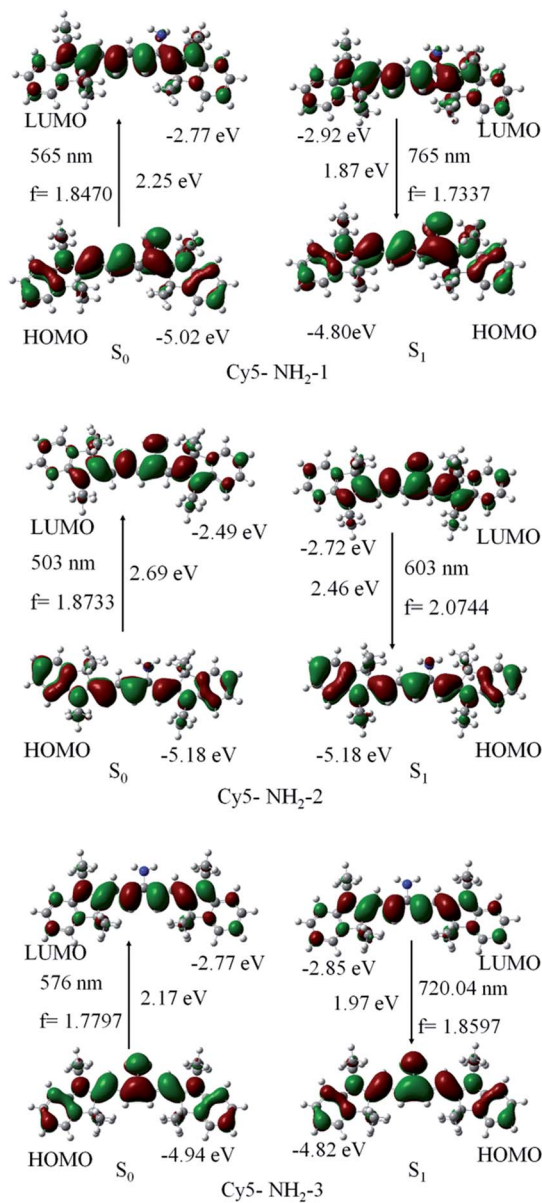 LUMO
-2.77 eV
565 nm
2.25 eV
f= 1.8470
HOMO
-5.02 eV
S0
-2.92 eV
LUMO
1.87 eV
765 nm
f= 1.7337
-4.80eV
HOMO
S1
Cy5- NH2-1
LUMO
-2.49 eV
503 nm
2.69 eV
f= 1.8733
HOMO
-5.18 eV
S0
-2.72 eV
LUMO
2.46 eV
603 nm
f= 2.0744
-5.18 eV
HOMO
S1
Cy5- NH2-2
LUMO
-2.77 eV
576 nm
2.17 eV
f= 1.7797
HOMO
-4.94 eV
S0
-2.85 eV
LUMO
1.97 eV
720.04 nm
f= 1.8597
-4.82 eV
HOMO
S1
Cy5- NH2-3